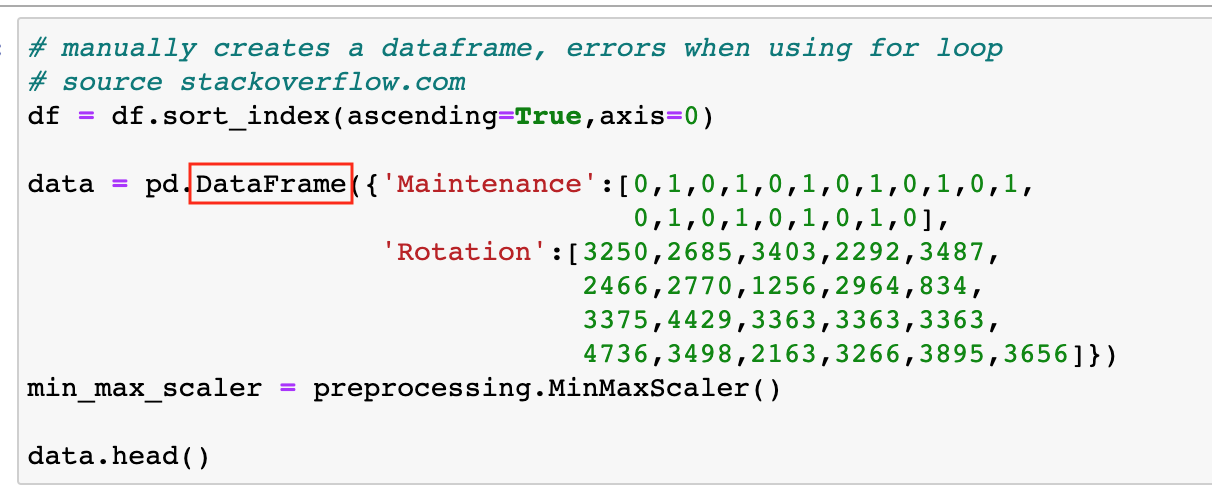 # manually creates a dataframe, errors when using for loop
# source stackoverflow.com
df = df.sort_index(ascending=True,axis=0)
data = pd.DataFrame({'Maintenance':[0,1,0,1,0,1,0,1,0,1,0,1,
0,1,0,1,0,1,0,1,0],
'Rotation':[3250,2685,3403,2292,3487,
2466,2770,1256,2964,834,
3375,4429,3363,3363,3363,
4736,3498,2163,3266,3895,3656]})
min_max_scaler = preprocessing.MinMaxScaler()
data.head()